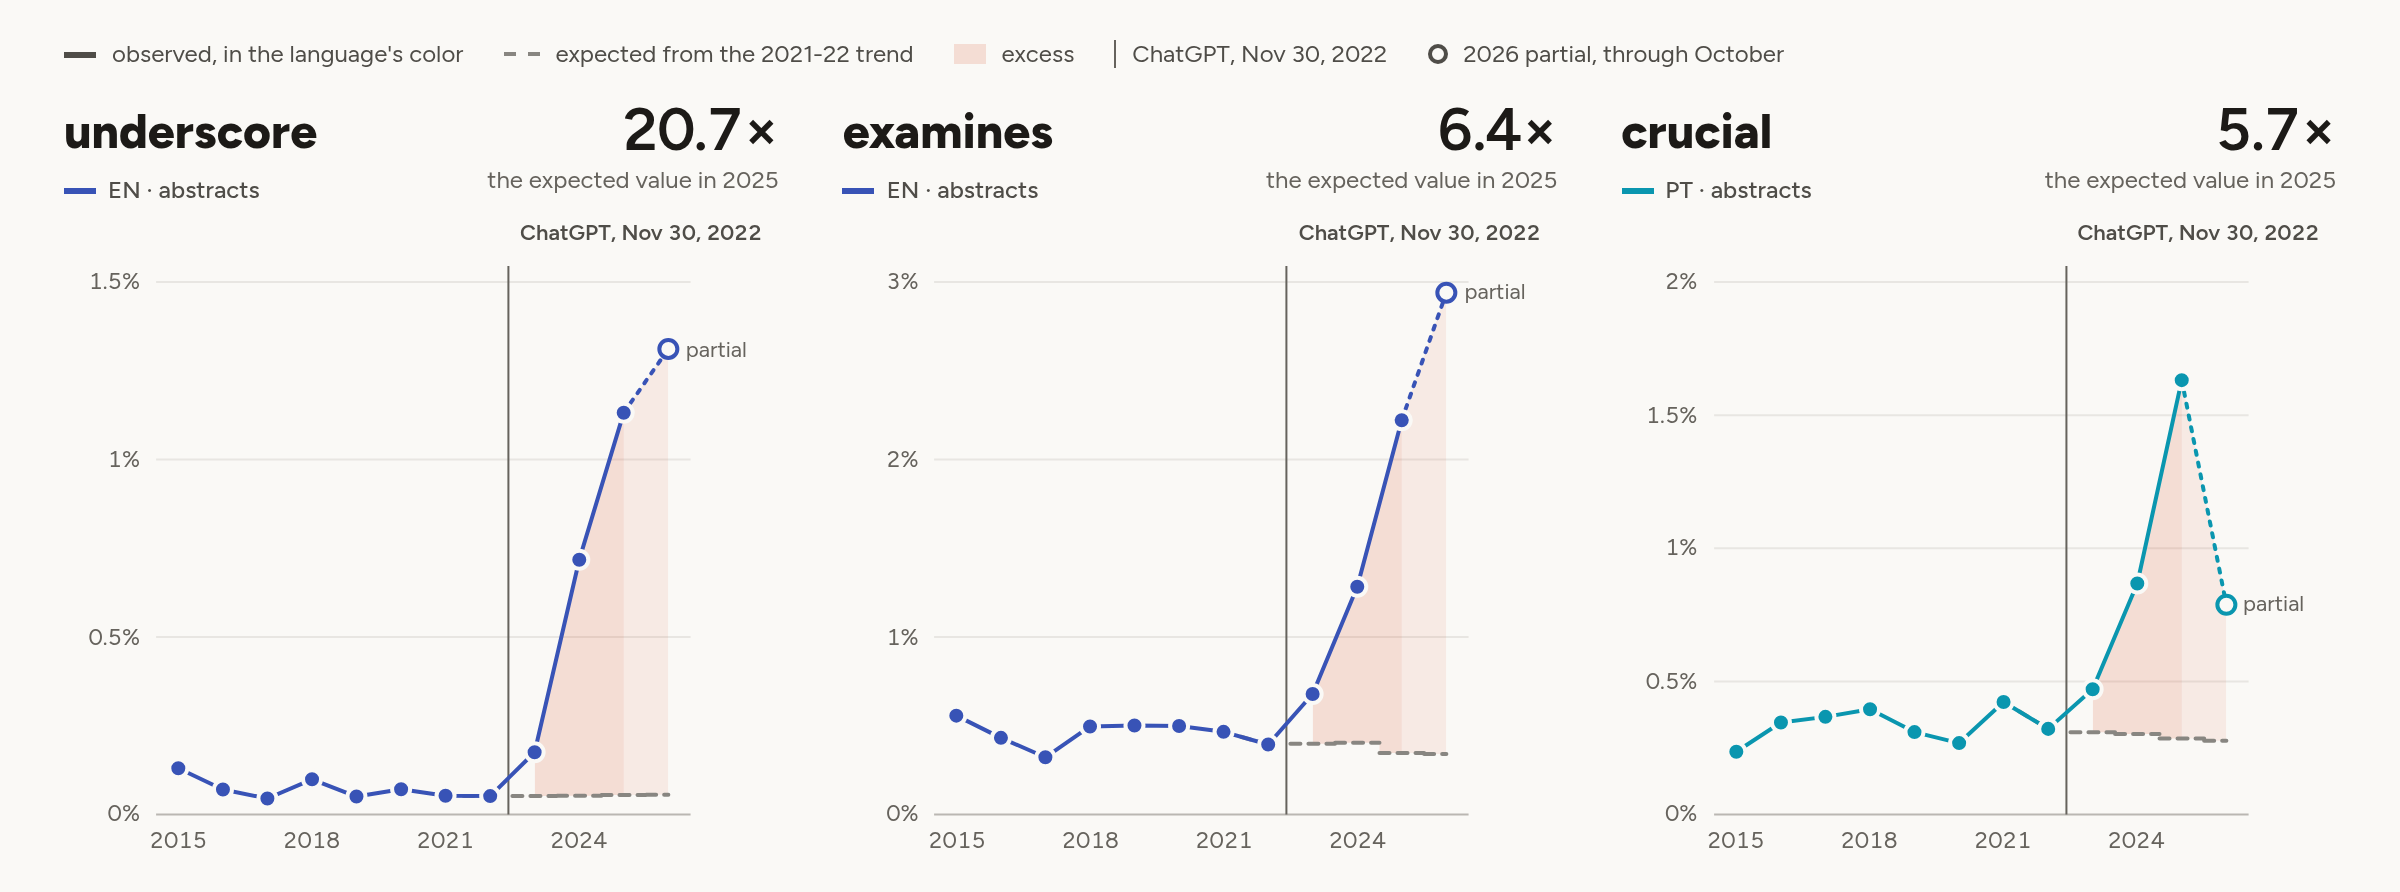 observed, in the language's color
expected from the 2021-22 trend
excess
ChatGPT, Nov 30, 2022
2026 partial, through October
underscore
20.7×
EN · abstracts
the expected value in 2025
ChatGPT, Nov 30, 2022
1.5%
1%
0.5%
0%
partial
2015
2018
2021
2024
examines
6.4×
EN · abstracts
the expected value in 2025
ChatGPT, Nov 30, 2022
3%
2%
1%
0%
partial
2015
2018
2021
2024
crucial
5.7×
PT · abstracts
the expected value in 2025
ChatGPT, Nov 30, 2022
2%
1.5%
1%
0.5%
0%
partial
2015
2018
2021
2024